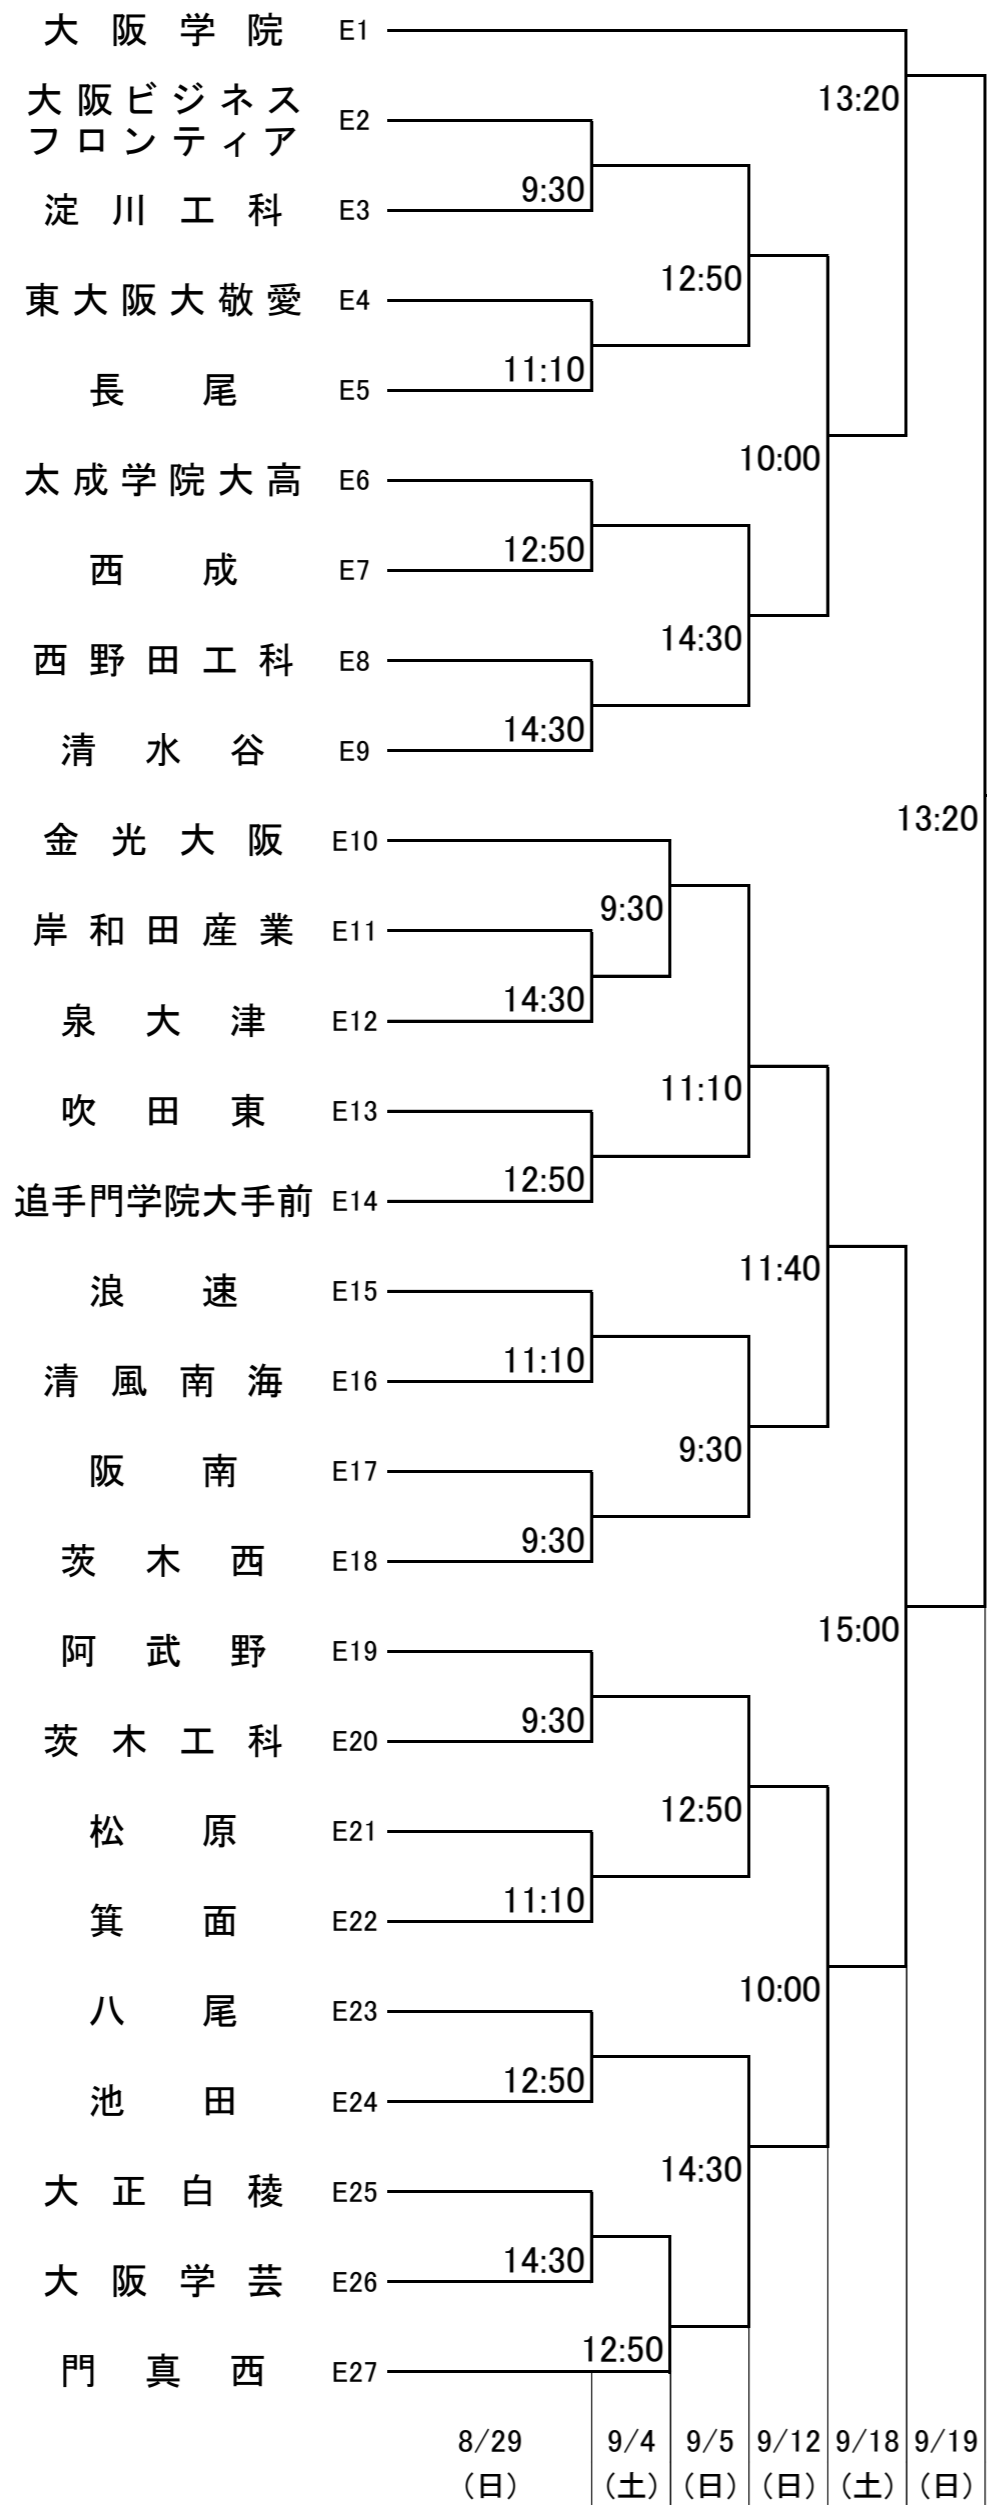 大阪学院 E1
13:20
大阪ビジネス
フロンティア E2
9:30
淀川工科 E3
12:50
東大阪大敬愛 E4
11:10
長尾 E5
10:00
太成学院大高 E6
12:50
西成 E7
14:30
西野田工科 E8
14:30
清水谷 E9
13:20
金光大阪 E10
9:30
岸和田産業 E11
14:30
泉大津 E12
11:10
吹田東 E13
12:50
追手門学院大手前 E14
11:40
浪速 E15
11:10
清風南海 E16
9:30
阪南 E17
9:30
茨木西 E18
15:00
阿武野 E19
9:30
茨木工科 E20
12:50
松原 E21
11:10
箕面 E22
10:00
八尾 E23
12:50
池田 E24
14:30
大正白稜 E25
14:30
大阪学芸 E26
12:50
門真西 E27
8/29 9/4 9/5 9/12 9/18 9/19
(日) (土) (日) (日) (土) (日)